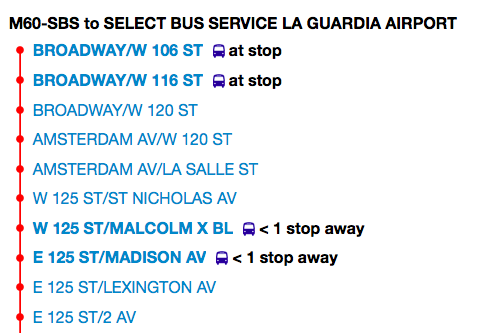 M60-SBS to SELECT BUS SERVICE LA GUARDIA AIRPORT
BROADWAY/W 106 ST at stop
BROADWAY/W 116 ST at stop
BROADWAY/W 120 ST
AMSTERDAM AV/W 120 ST
AMSTERDAM AV/LA SALLE ST
W 125 ST/ST NICHOLAS AV
W 125 ST/MALCOLM X BL < 1 stop away
E 125 ST/MADISON AV < 1 stop away
E 125 ST/LEXINGTON AV
E 125 ST/2 AV